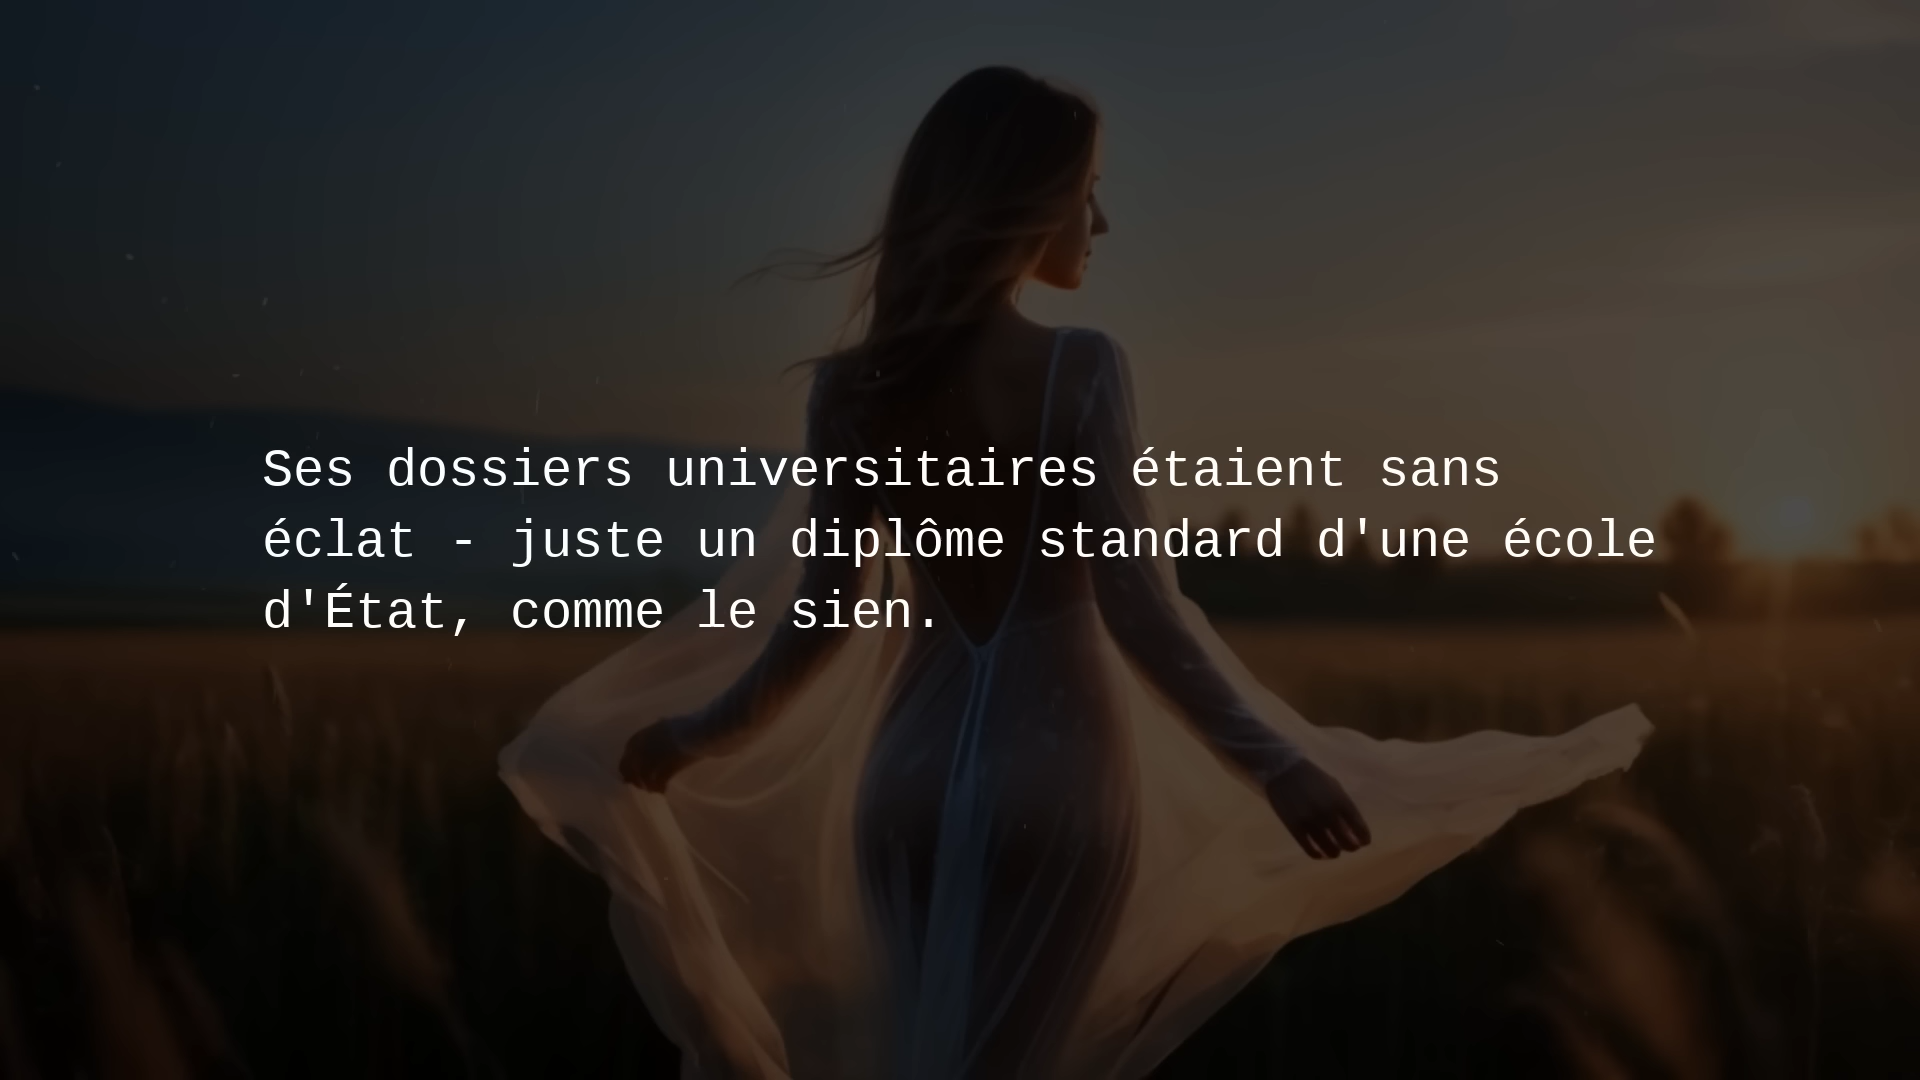 Ses dossiers universitaires étaient sans
éclat - juste un diplôme standard d'une école
d'État, comme le sien.